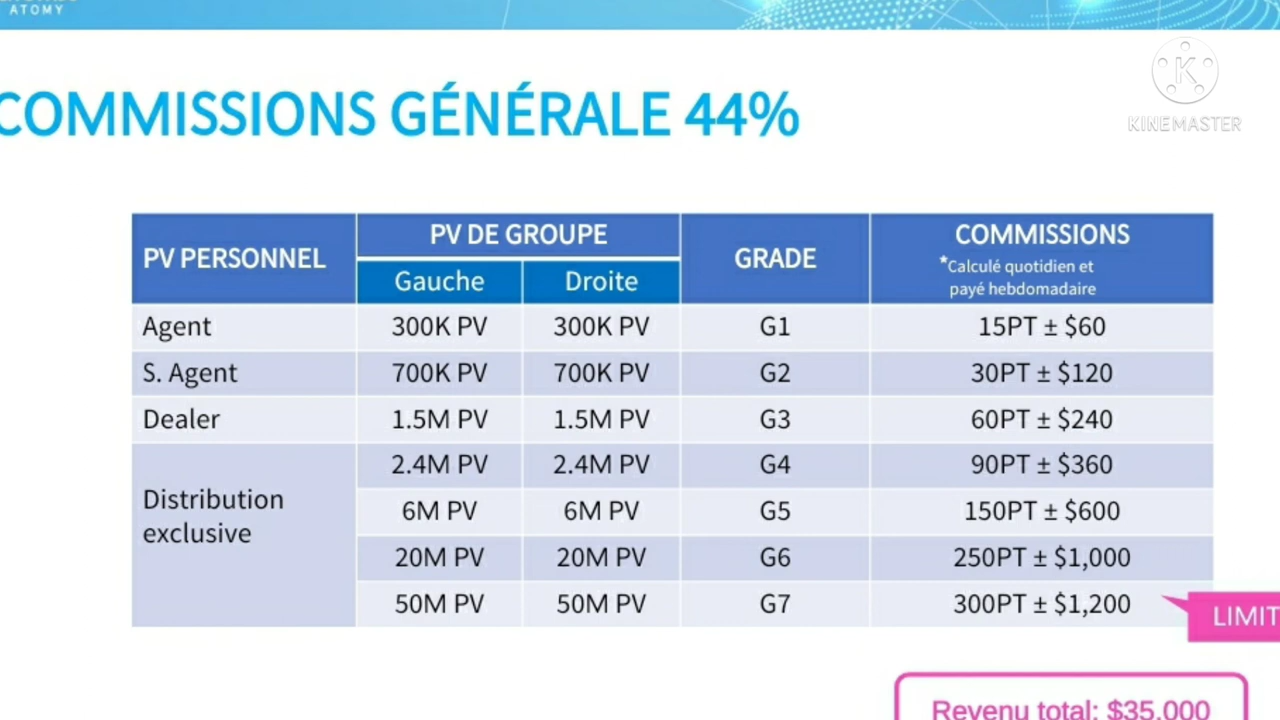 ATOMY
COMMISSIONS GÉNÉRALE 44%
KINEMASTER
PV PERSONNEL
PV DE GROUPE
Gauche
Droite
GRADE
COMMISSIONS
*Calculé quotidien et
payé hebdomadaire
Agent 300K PV 300K PV G1 15PT ± $60
S. Agent 700K PV 700K PV G2 30PT ± $120
Dealer 1.5M PV 1.5M PV G3 60PT ± $240
Distribution
exclusive
2.4M PV 2.4M PV G4 90PT ± $360
6M PV 6M PV G5 150PT ± $600
20M PV 20M PV G6 250PT ± $1,000
50M PV 50M PV G7 300PT ± $1,200
LIMIT
Revenu total: $35,000